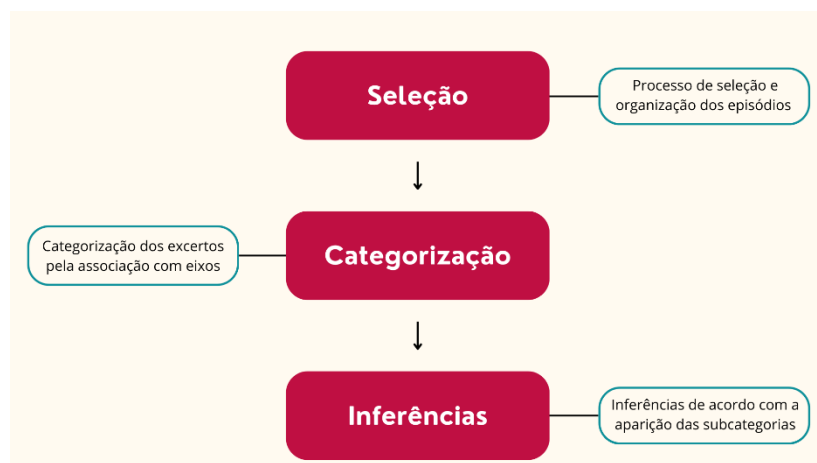 Seleção
Processo de seleção e
organização dos episódios
Categorização dos excertos
pela associação com eixos
Categorização
Inferências
Inferências de acordo com a
aparição das subcategorias